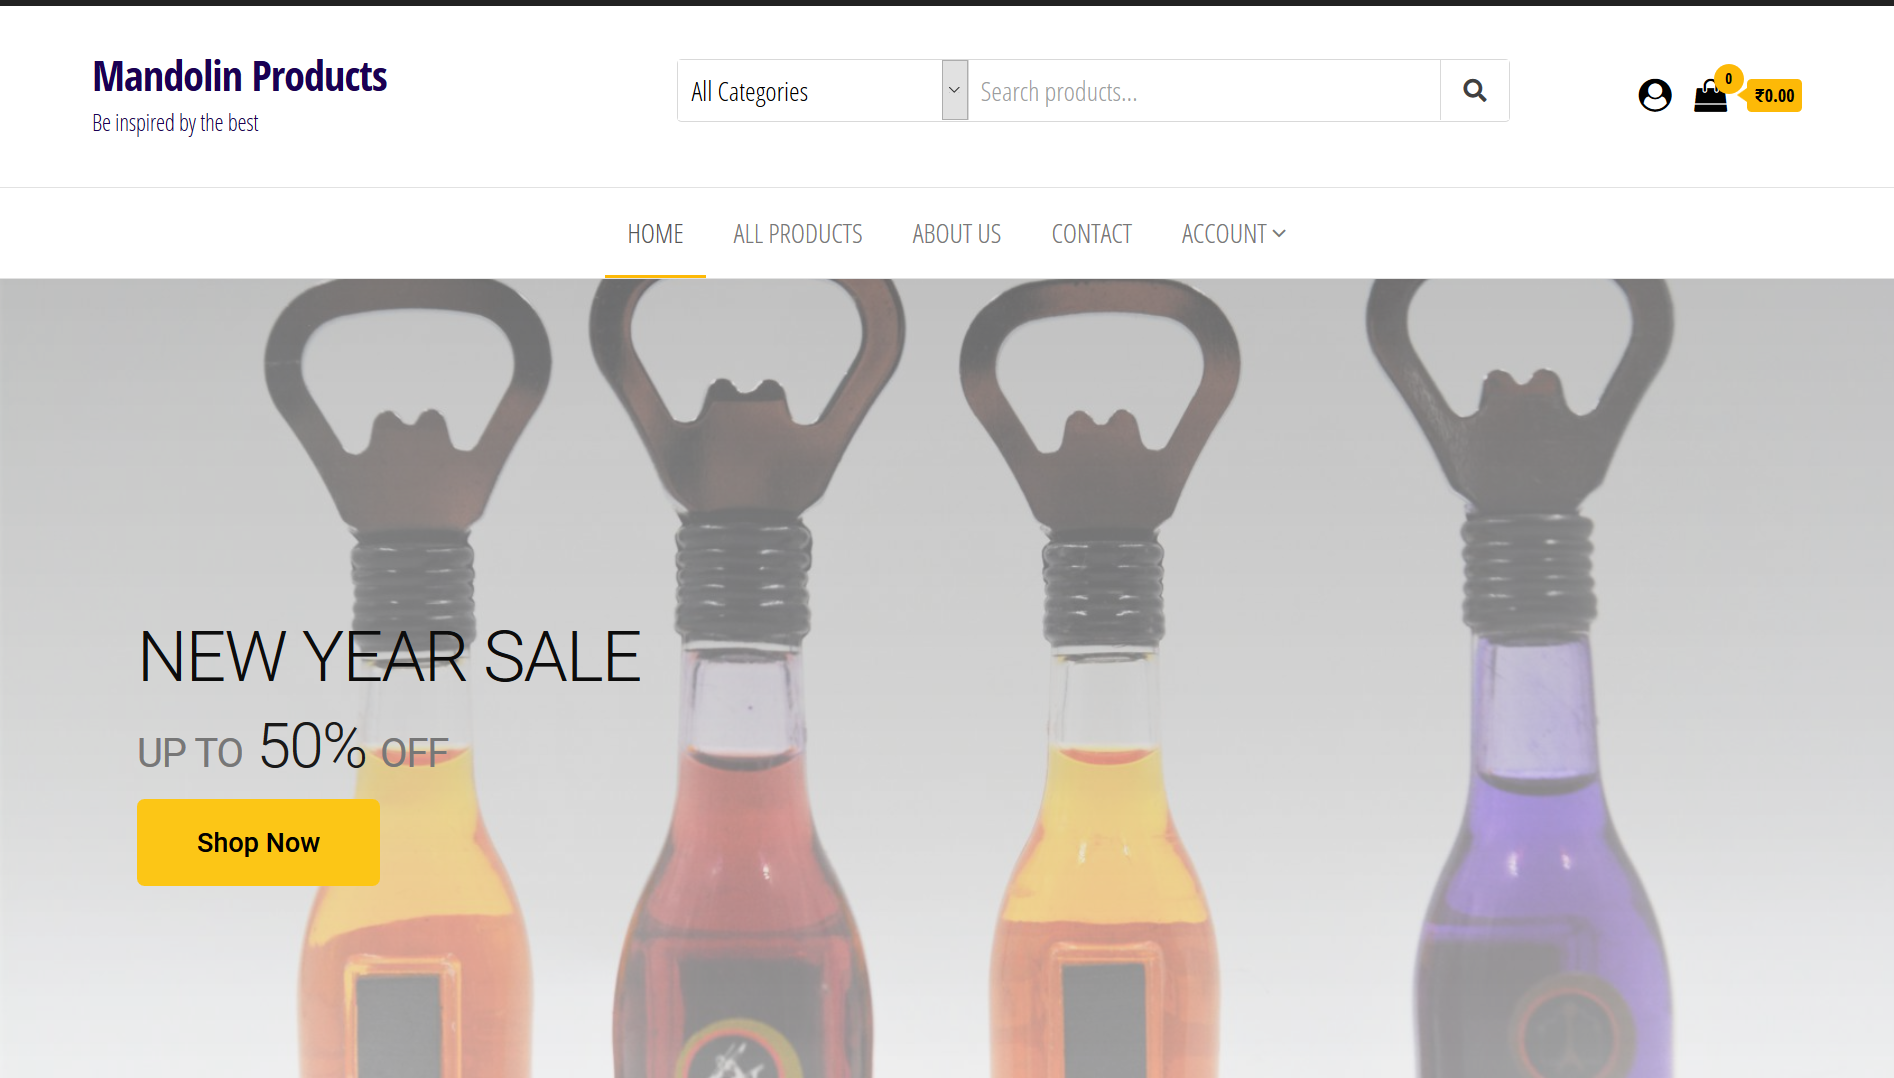 Mandolin Products
Be inspired by the best
All Categories
Search products...
0
₹0.00
HOME
ALL PRODUCTS
ABOUT US
CONTACT
ACCOUNT
NEW YEAR SALE
UP TO 50% OFF
Shop Now